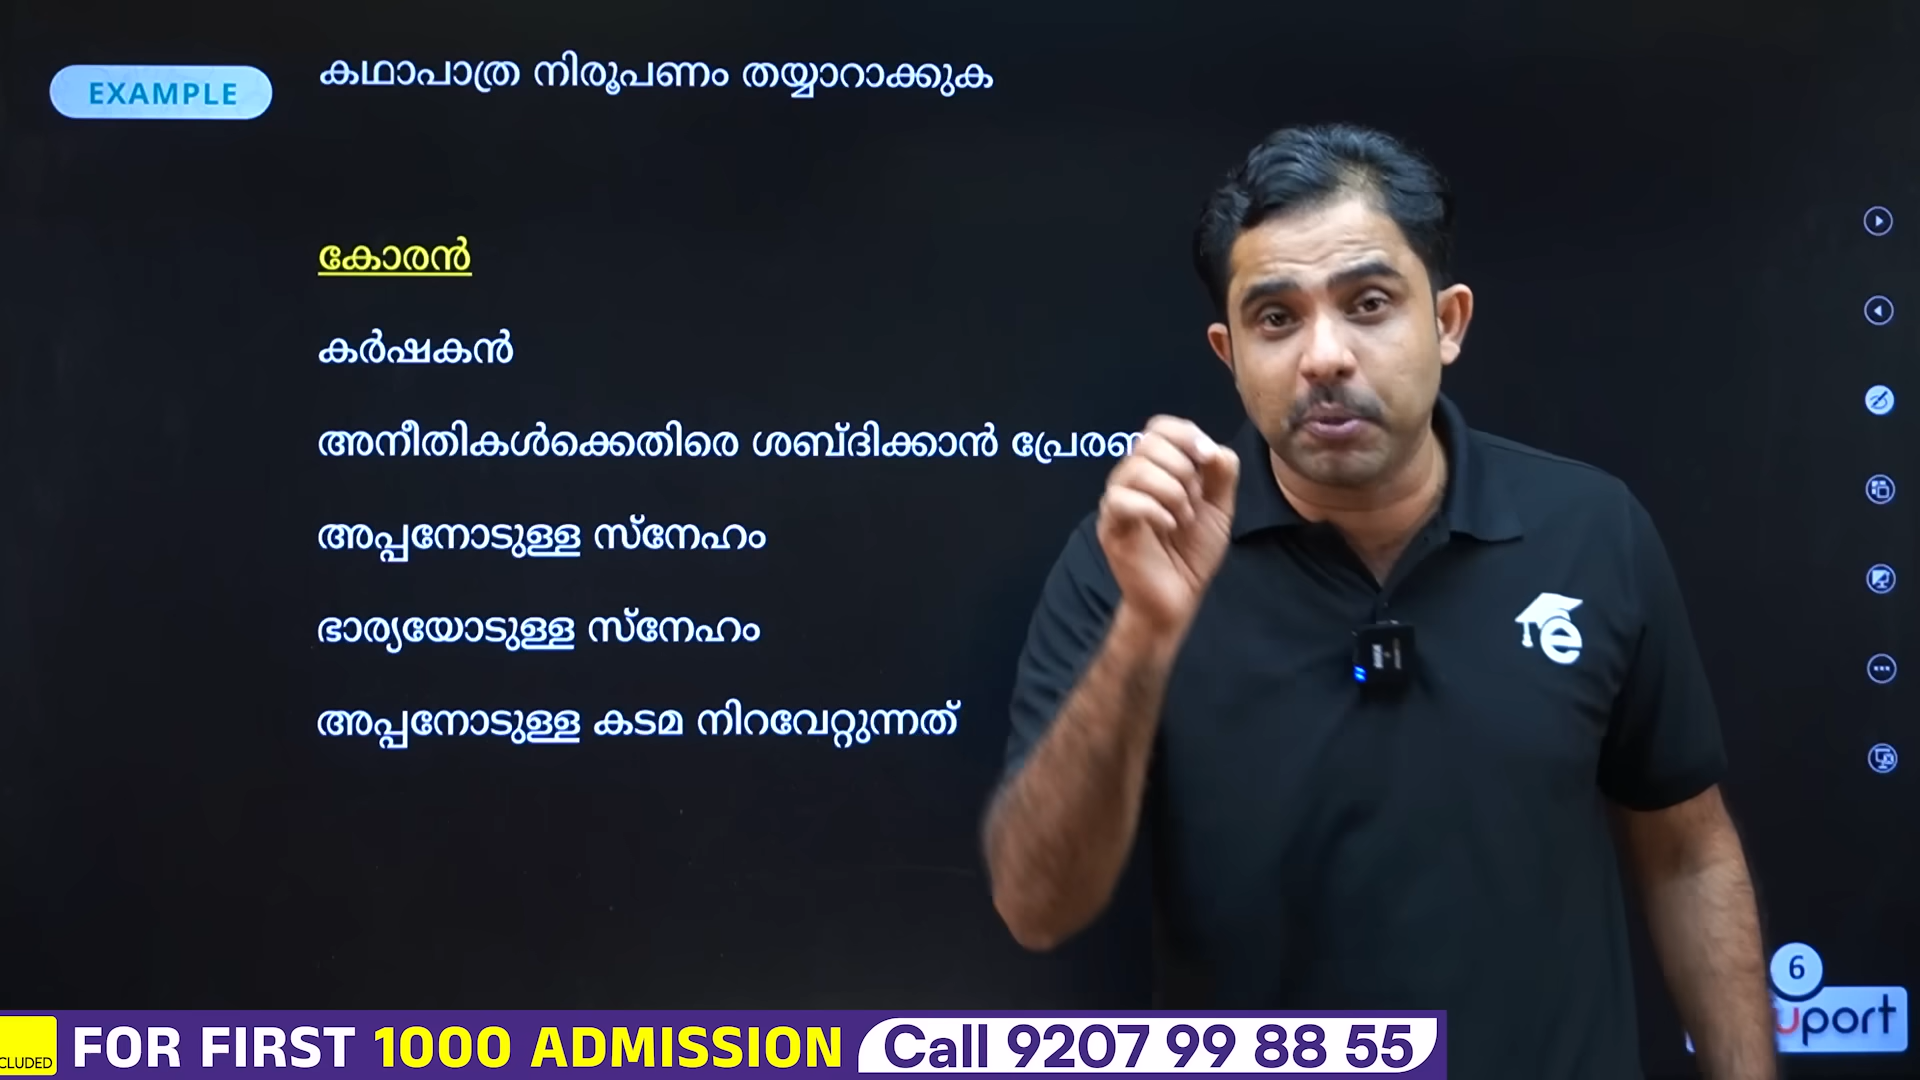 EXAMPLE
കഥാപാത്ര നിരൂപണം തയ്യാറാക്കുക
കോരൻ
കർഷകൻ
അനീതികൾക്കെതിരെ ശബ്ദിക്കാൻ
അപ്പനോടുള്ള സ്നേഹം
ഭാര്യയോടുള്ള സ്നേഹം
അപ്പനോടുള്ള കടമ നിറവേറ്റുന്നത്
e
6
uport
CLUDED
FOR FIRST 1000 ADMISSION
Call 9207 99 88 55